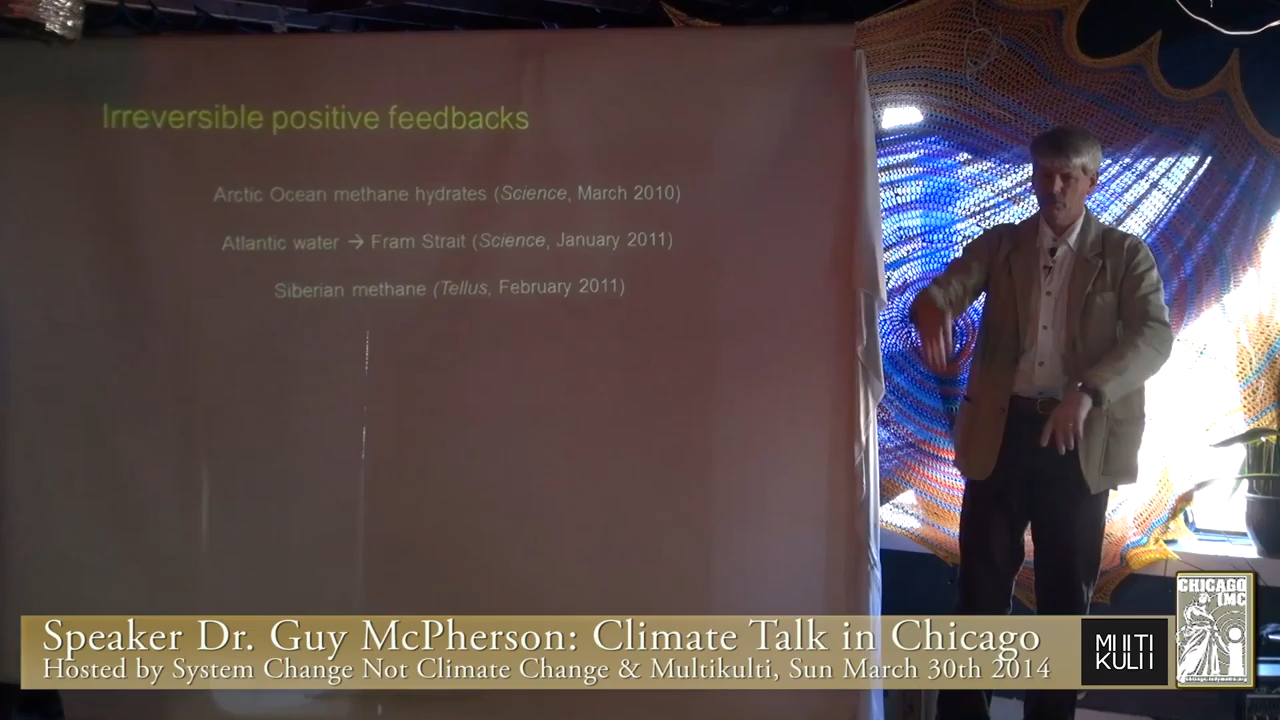 Irreversible positive feedbacks
Arctic Ocean methane hydrates (Science, March 2010)
Atlantic water → Fram Strait (Science, January 2011)
Siberian methane (Tellus, February 2011)
Speaker Dr. Guy McPherson: Climate Talk in Chicago
Hosted by System Change Not Climate Change & Multikulti, Sun March 30th 2014
MULTI
KULTI
CHICAGO
IMC